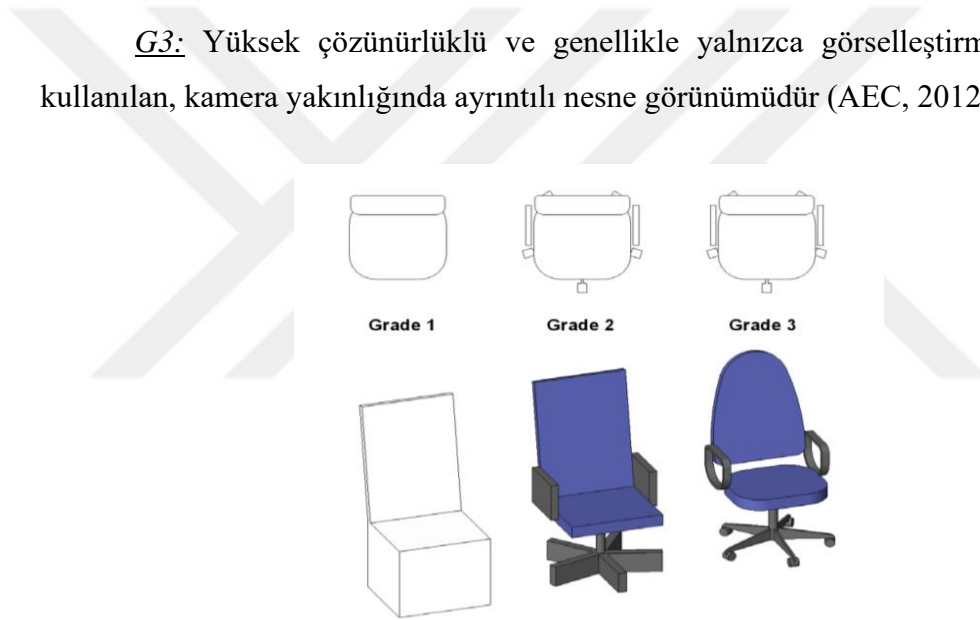 G3: Yüksek çözünürlüklü ve genellikle yalnızca
kullanılan, kamera yakınlığında ayrıntılı nesne görünümüdür (AEC, 2012
Grade 1 Grade 2 Grade 3